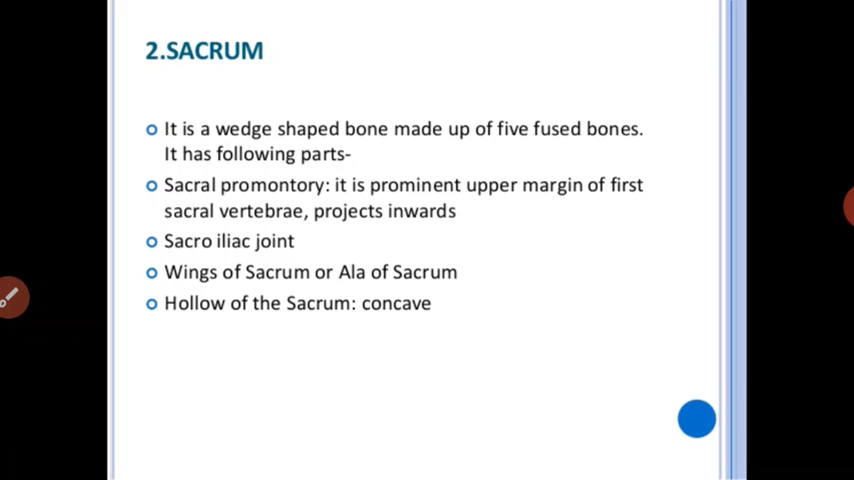 2.SACRUM
It is a wedge shaped bone made up of five fused bones.
It has following parts-
Sacral promontory: it is prominent upper margin of first
sacral vertebrae, projects inwards
Sacro iliac joint
Wings of Sacrum or Ala of Sacrum
Hollow of the Sacrum: concave